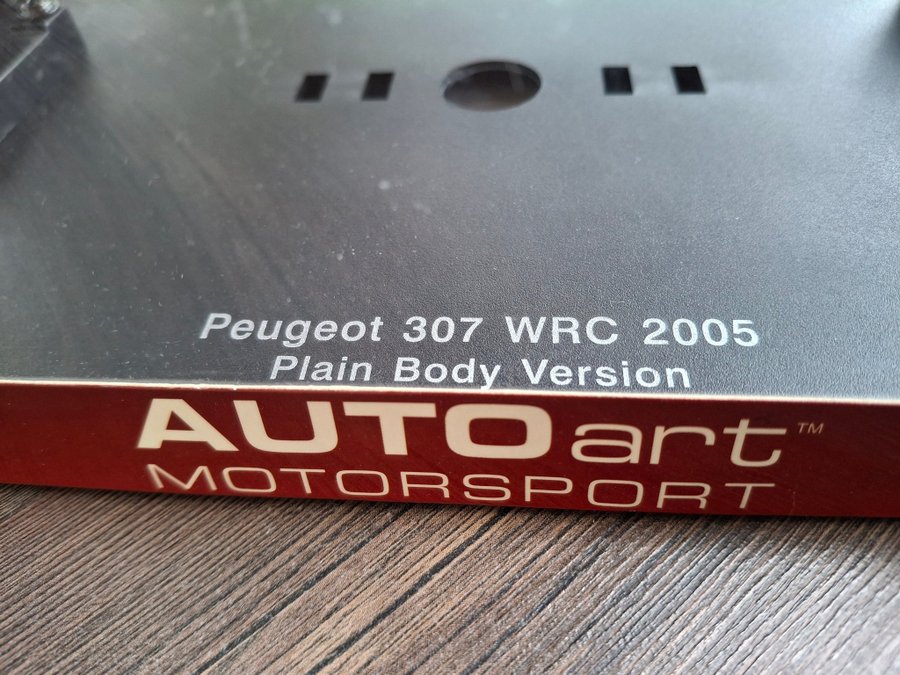 Peugeot 307 WRC 2005
Plain Body Version
AUTOart™
MOTORSPORT